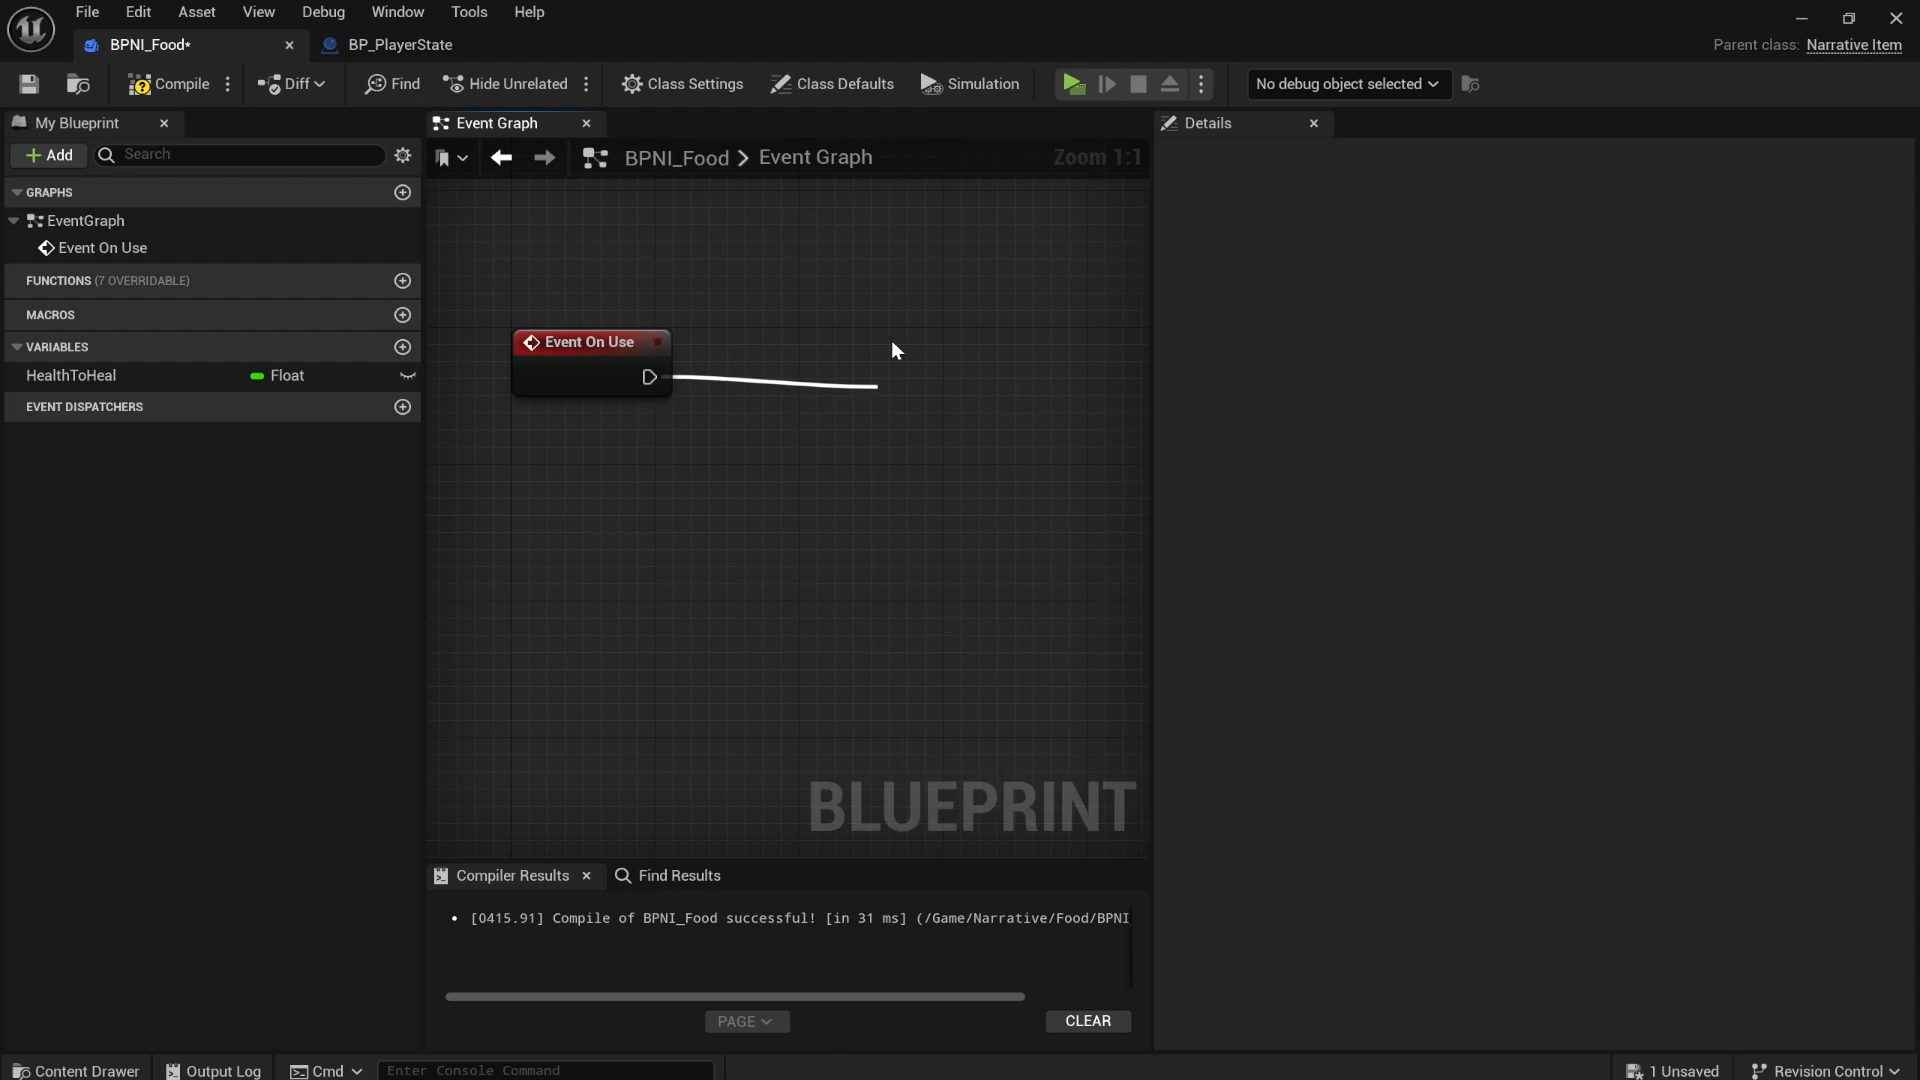 File Edit Asset View Debug Window Tools Help
BPNI_Food* BP_PlayerState Parent class: Narrative Item
Compile Diff Find Hide Unrelated Class Settings Class Defaults Simulation No debug object selected
My Blueprint
Add Search
GRAPHS
EventGraph
Event On Use
FUNCTIONS (7 OVERRIDABLE)
MACROS
VARIABLES
HealthToHeal Float
EVENT DISPATCHERS
Event Graph
BPNI_Food > Event Graph Zoom 1:1
Event On Use
BLUEPRINT
Compiler Results Find Results
[0415.91] Compile of BPNI_Food successful! [in 31 ms] (/Game/Narrative/Food/BPNI
PAGE CLEAR
Details
Content Drawer Output Log Cmd Enter Console Command 1 Unsaved Revision Control